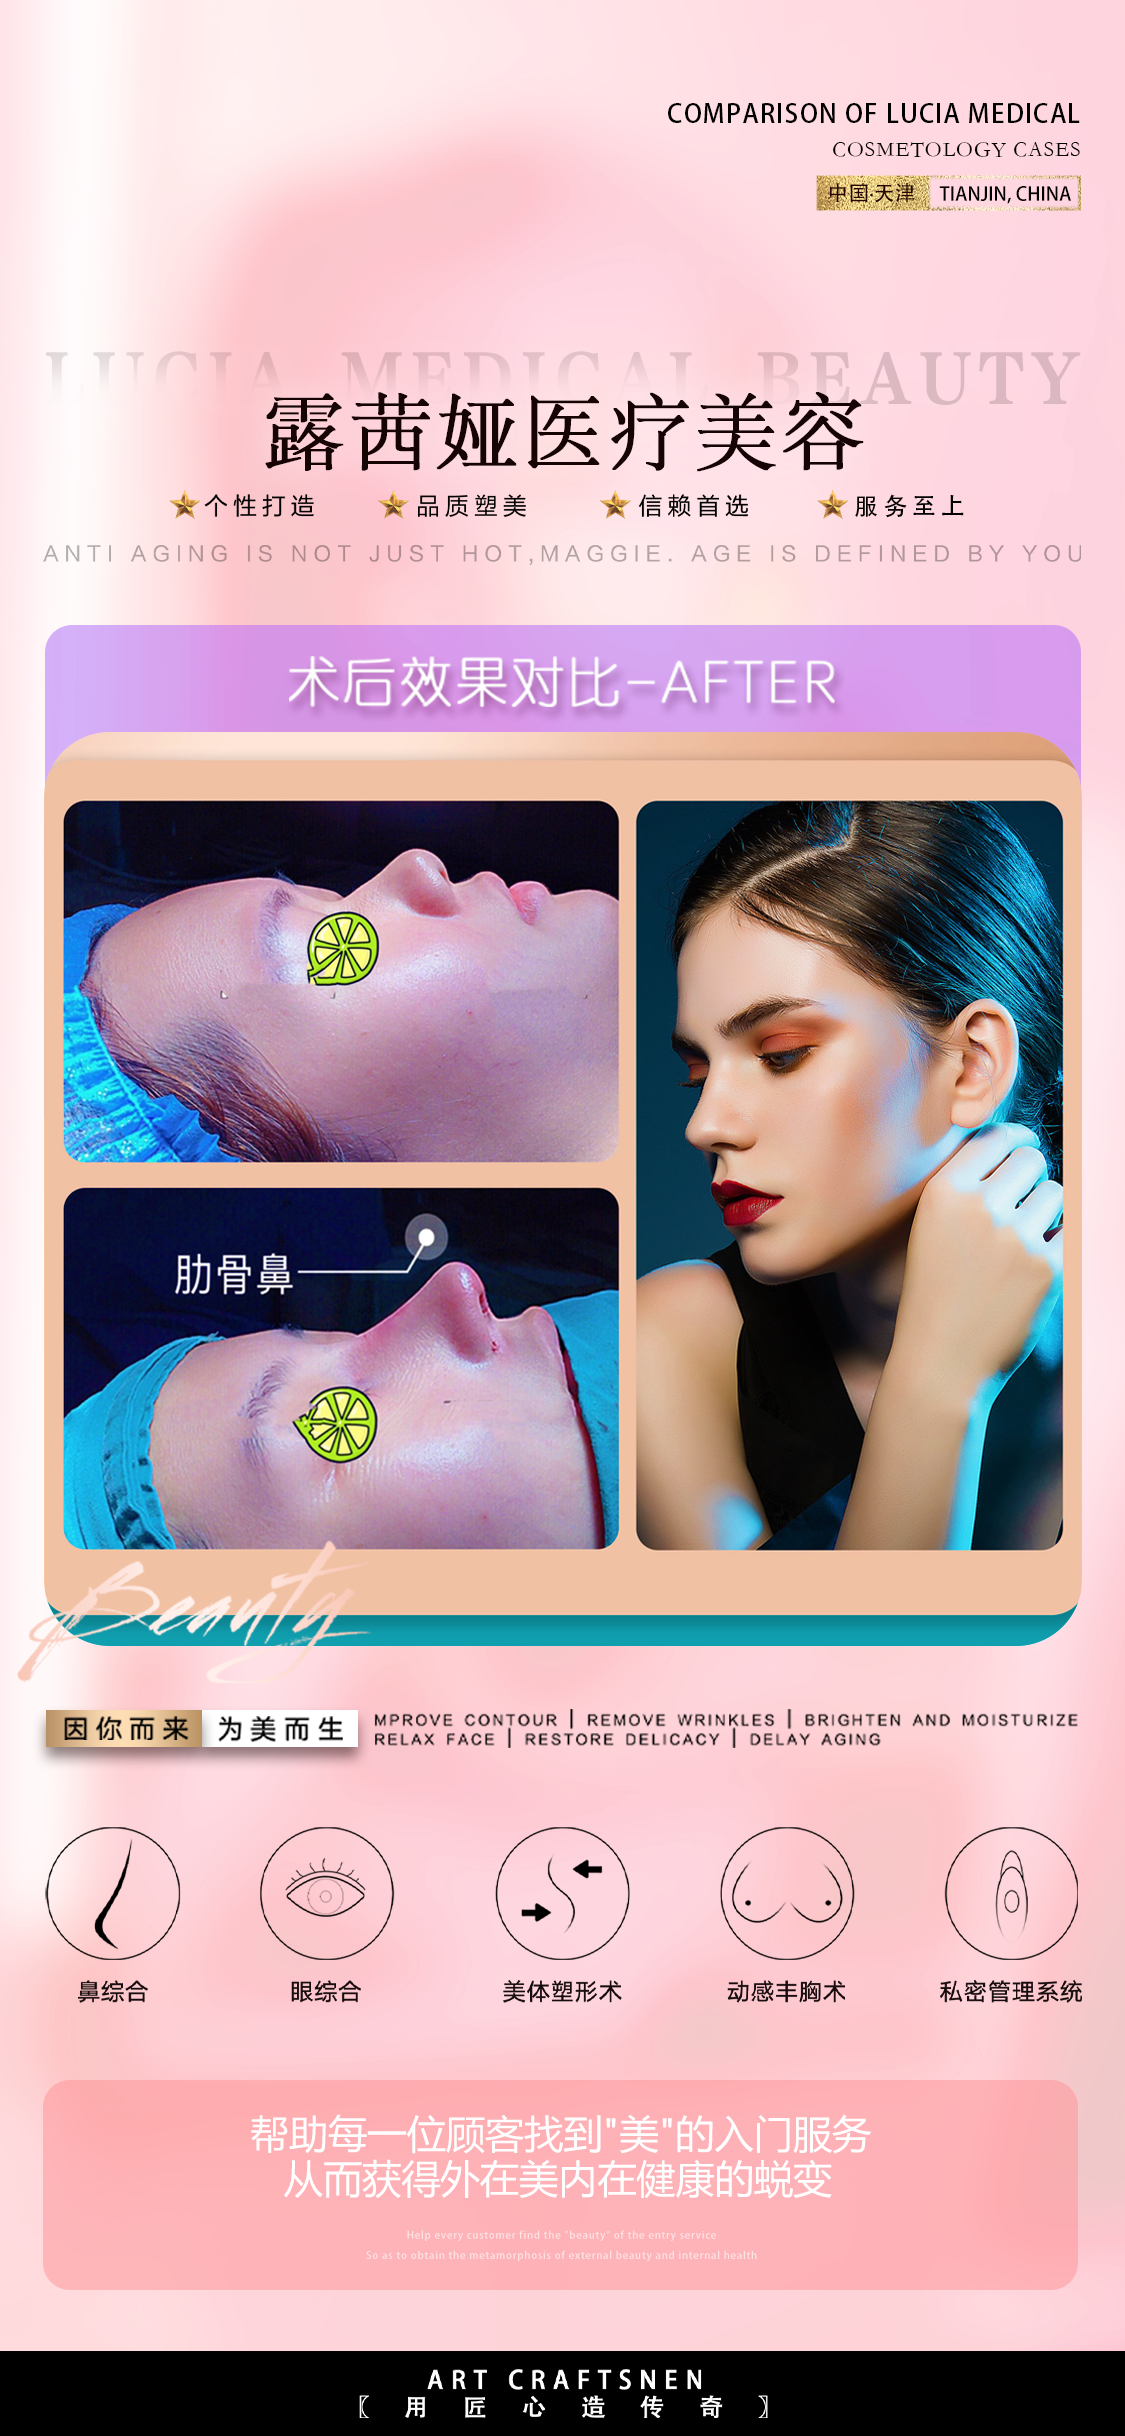 COMPARISON OF LUCIA MEDICAL
COSMETOLOGY CASES
中国·天津 TIANJIN, CHINA
LUCIA MEDICAL BEAUTY
露茜娅医疗美容
个性打造 品质塑美 信赖首选 服务至上
ANTI AGING IS NOT JUST HOT,MAGGIE. AGE IS DEFINED BY YOU
术后效果对比-AFTER
肋骨鼻
Beauty
因你而来 为美而生
MPROVE CONTOUR | REMOVE WRINKLES | BRIGHTEN AND MOISTURIZE
RELAX FACE | RESTORE DELICACY | DELAY AGING
鼻综合 眼综合 美体塑形术 动感丰胸术 私密管理系统
帮助每一位顾客找到"美"的入门服务
从而获得外在美内在健康的蜕变
Help every customer find the "beauty" of the entry service
So as to obtain the metamorphosis of external beauty and internal health
ART CRAFTSNEN
〖 用匠心造传奇 〗